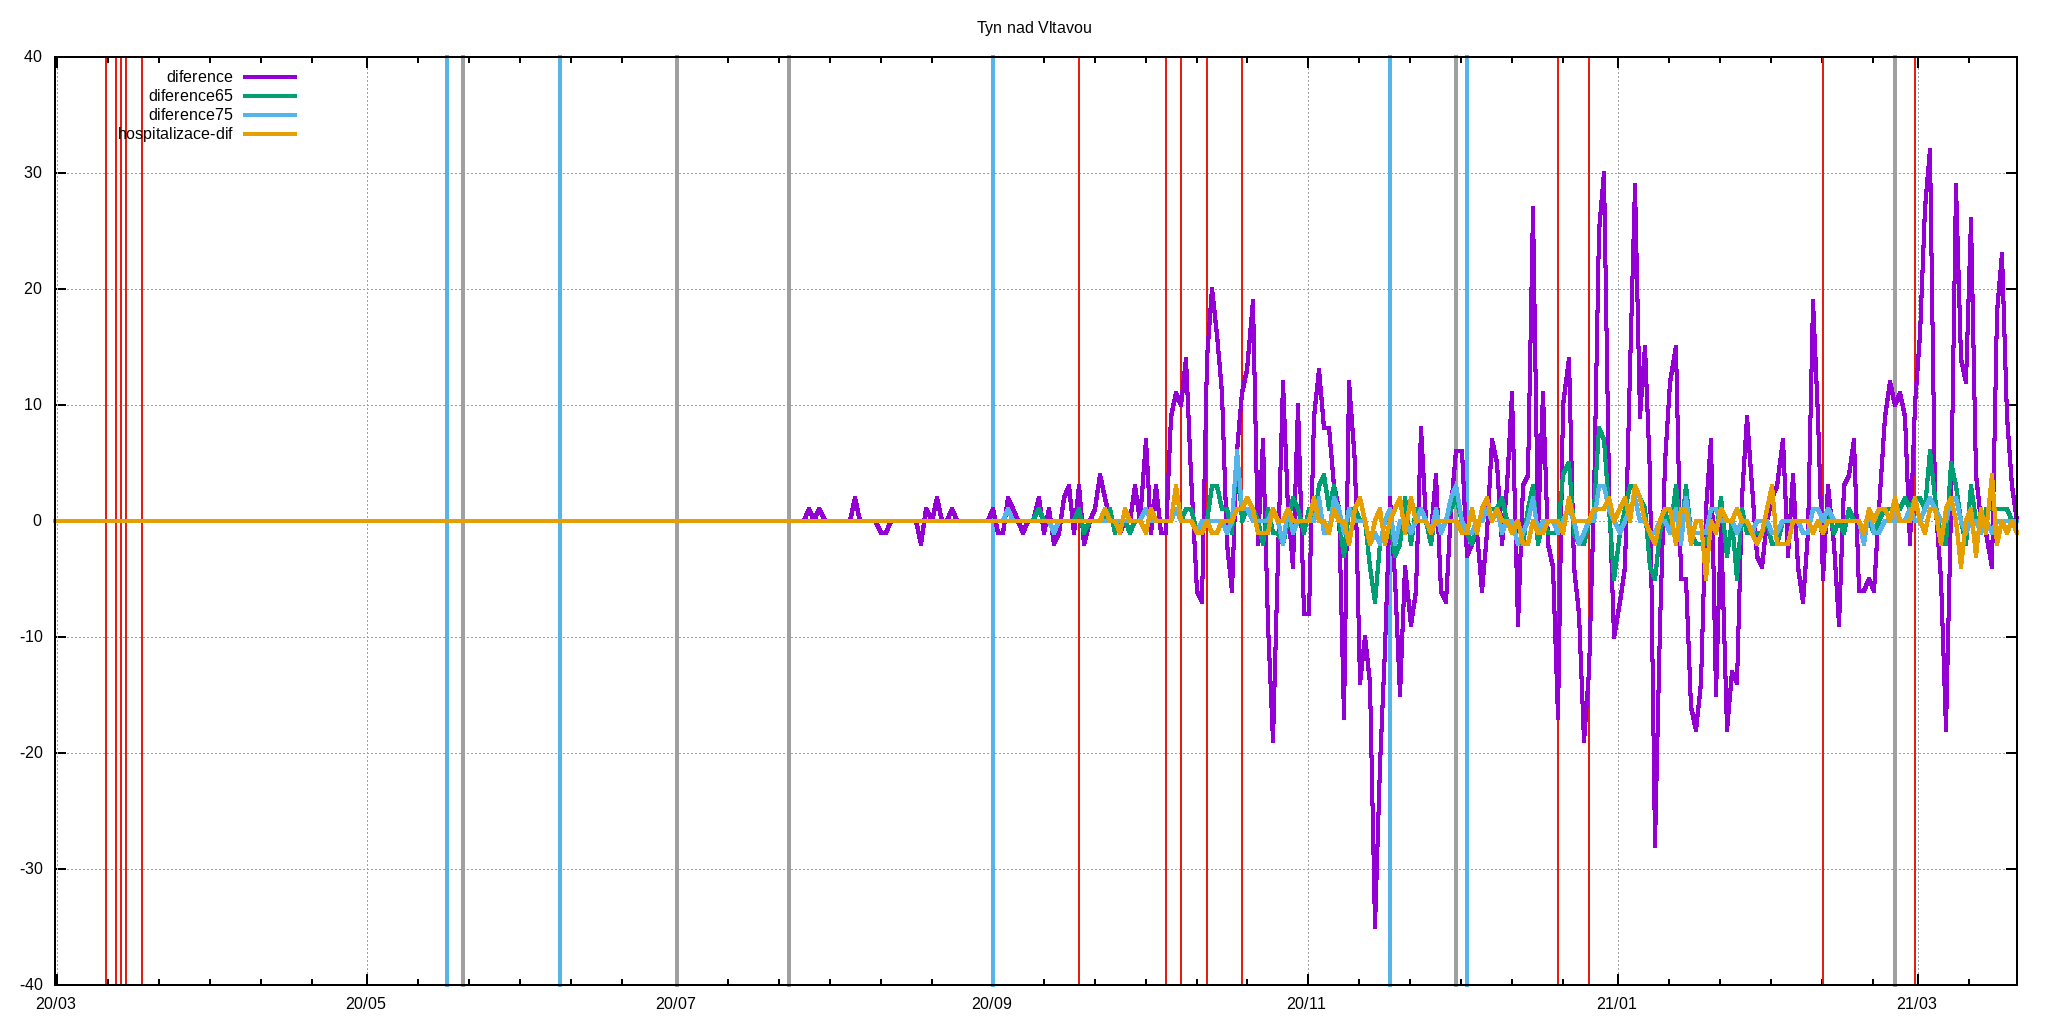 Tyn nad Vltavou
diference
diference65
diference75
hospitalizace-dif
40
30
20
10
0
-10
-20
-30
-40
20/03 20/05 20/07 20/09 20/11 21/01 21/03